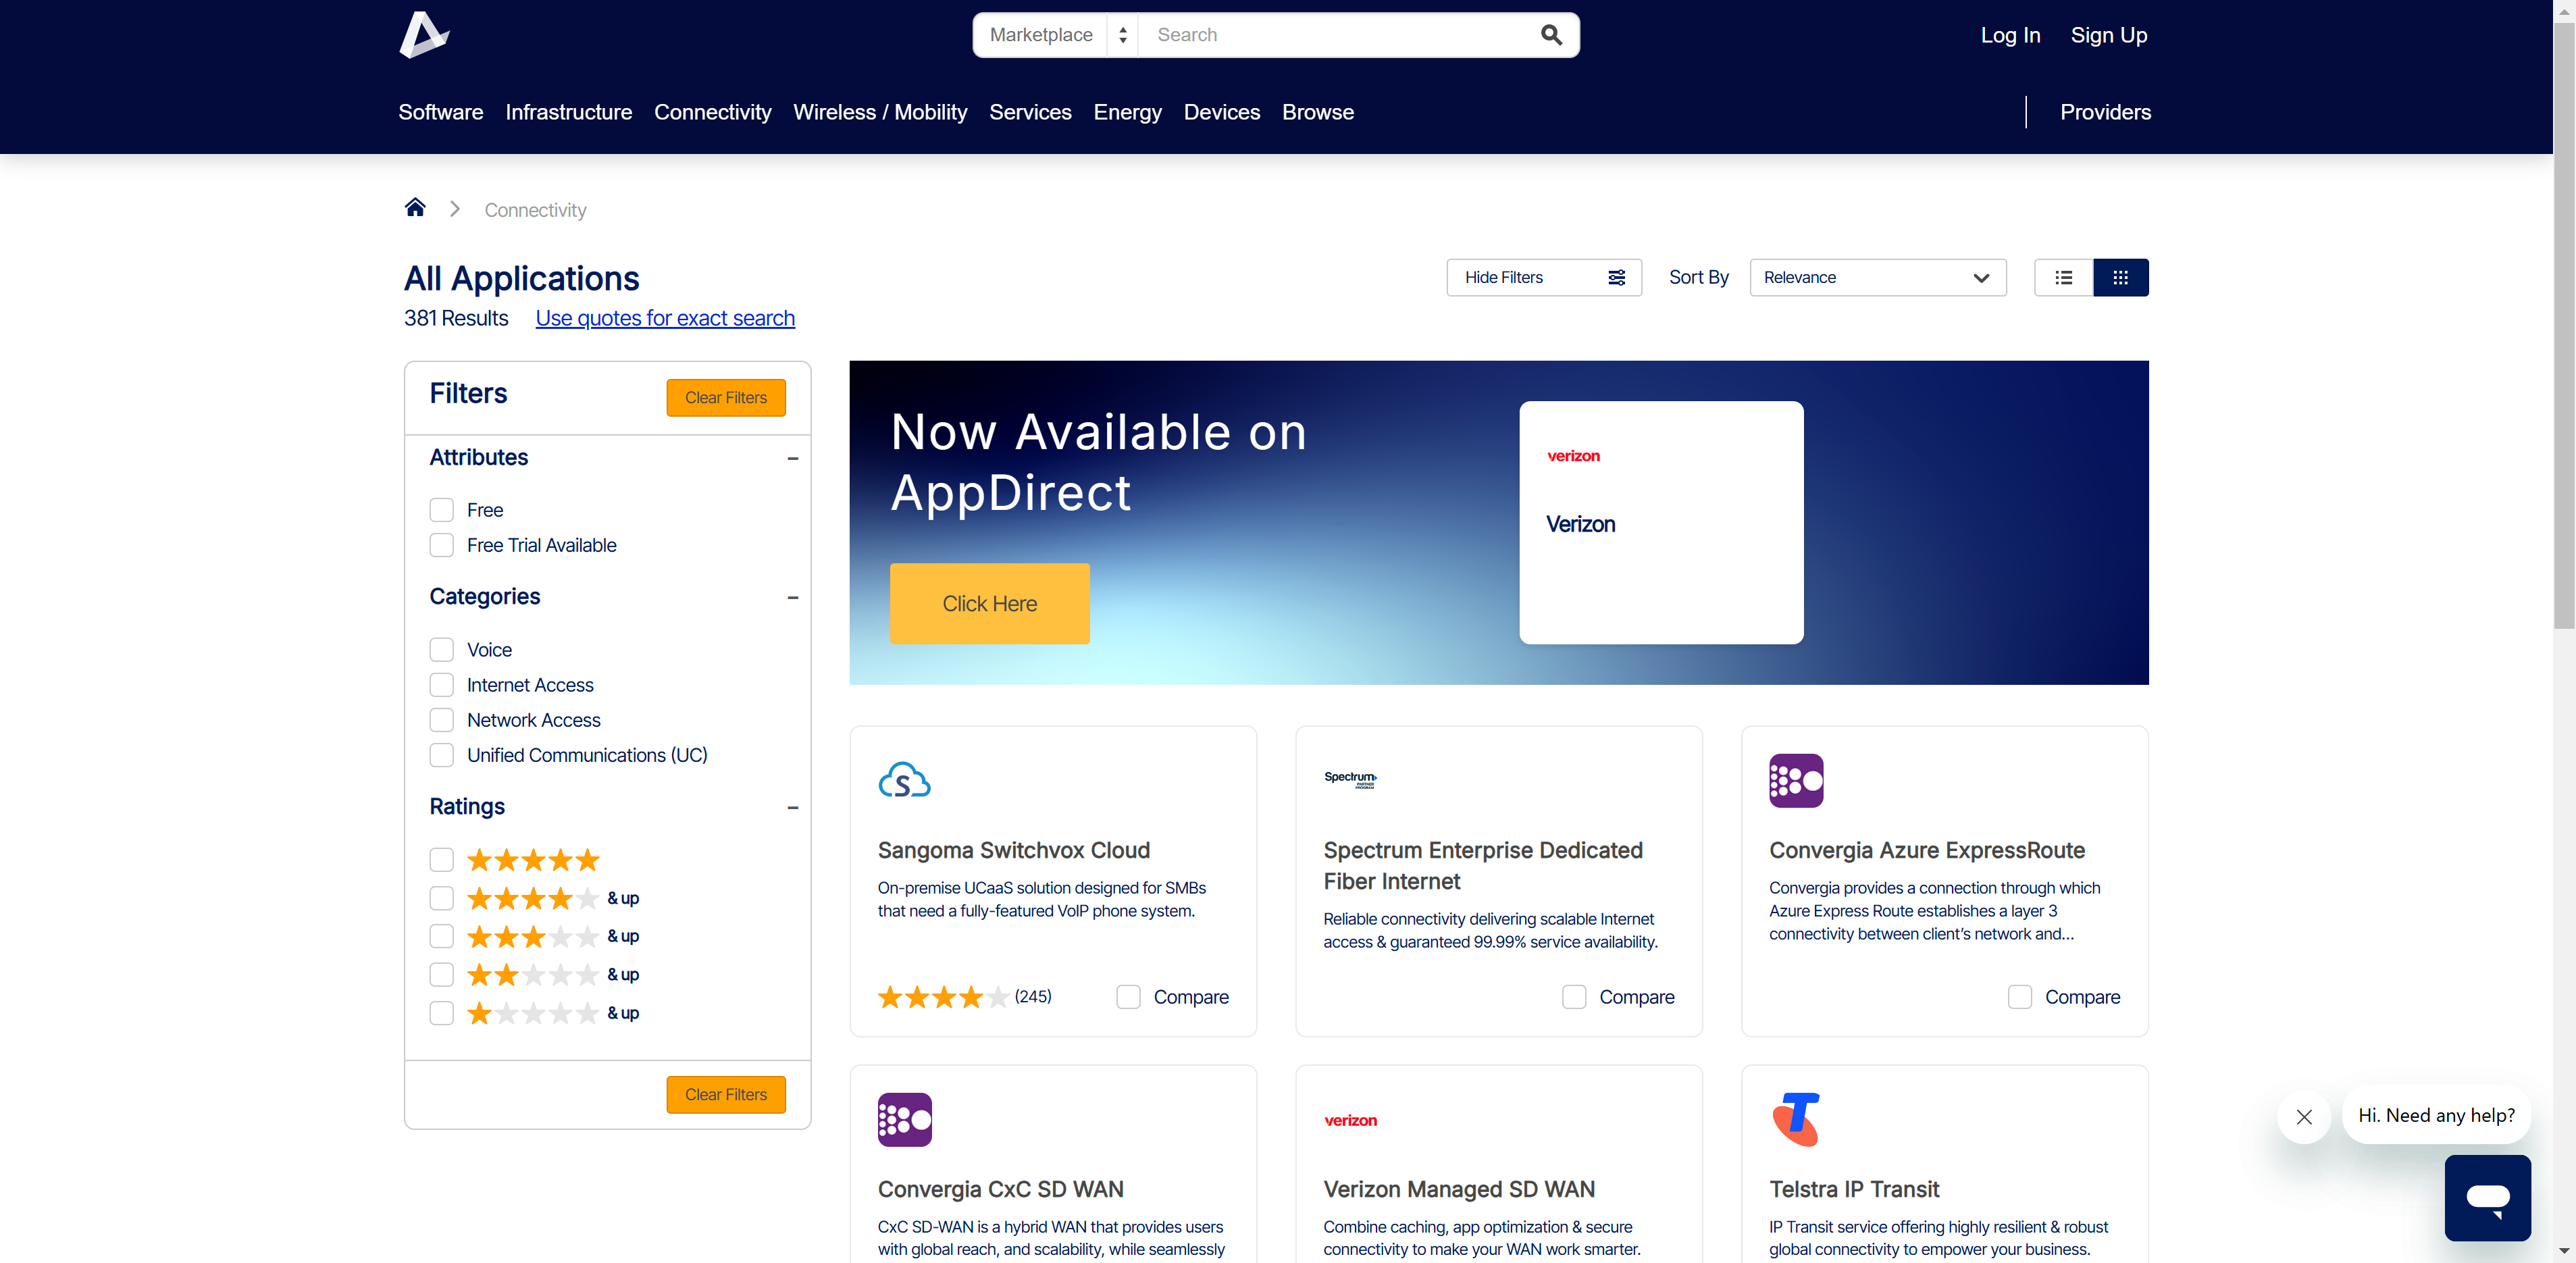 Marketplace
Search
Log In
Sign Up
Software
Infrastructure
Connectivity
Wireless / Mobility
Services
Energy
Devices
Browse
Providers
Connectivity
All Applications
381 Results
Use quotes for exact search
Hide Filters
Sort By
Relevance
Filters
Clear Filters
Attributes
Free
Free Trial Available
Categories
Voice
Internet Access
Network Access
Unified Communications (UC)
Ratings
& up
& up
& up
& up
Clear Filters
Now Available on
AppDirect
Click Here
verizon
Verizon
S
Sangoma Switchvox Cloud
On-premise UCaaS solution designed for SMBs
that need a fully-featured VoIP phone system.
(245)
Compare
Spectrum
PARTNER
PROGRAM
Spectrum Enterprise Dedicated
Fiber Internet
Reliable connectivity delivering scalable Internet
access & guaranteed 99.99% service availability.
Compare
Convergia Azure ExpressRoute
Convergia provides a connection through which
Azure Express Route establishes a layer 3
connectivity between client’s network and...
Compare
Convergia CxC SD WAN
CxC SD-WAN is a hybrid WAN that provides users
with global reach, and scalability, while seamlessly
verizon
Verizon Managed SD WAN
Combine caching, app optimization & secure
connectivity to make your WAN work smarter.
T
Telstra IP Transit
IP Transit service offering highly resilient & robust
global connectivity to empower your business.
Hi. Need any help?